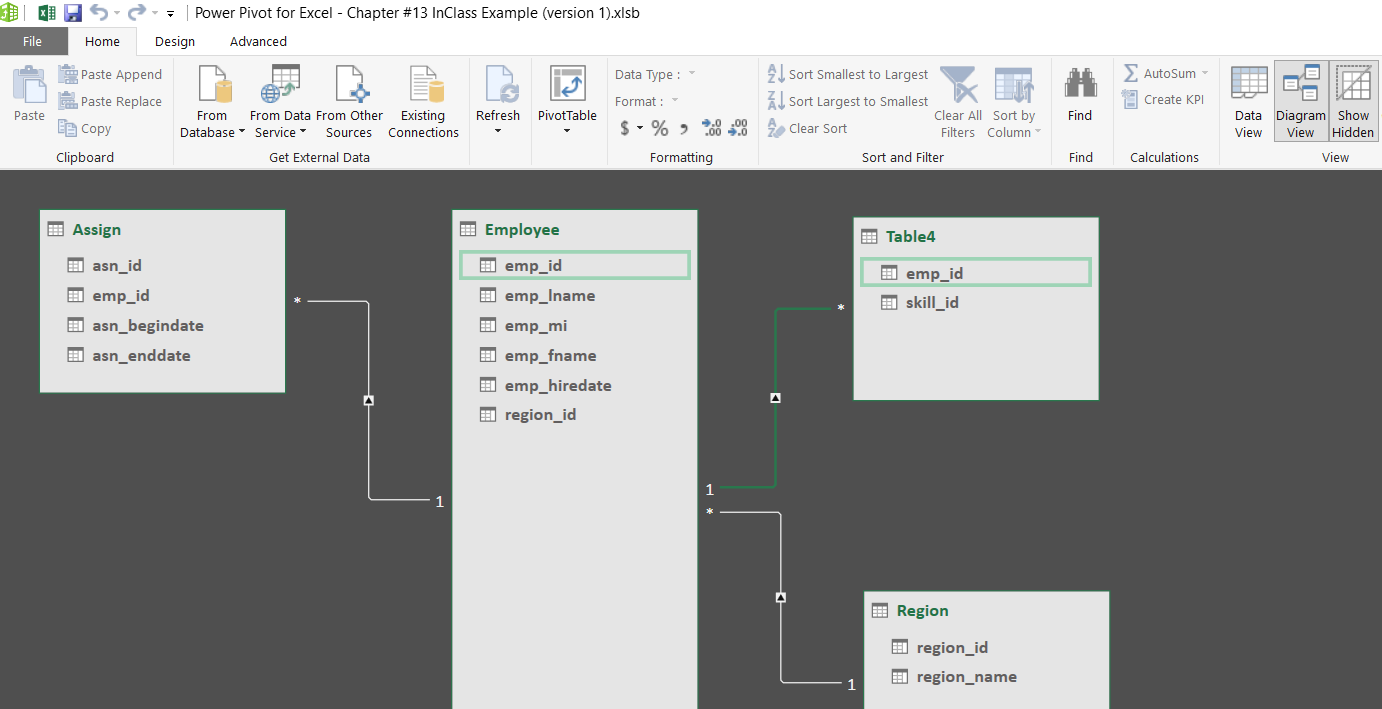 Power Pivot for Excel - Chapter #13 InClass Example (version 1).xlsb
File Home Design Advanced
Paste
Paste Append
Paste Replace
Copy
Clipboard
From Database
From Data Service
From Other Sources
Existing Connections
Get External Data
Refresh
PivotTable
Data Type :
Format :
$ % , .00 .00
Formatting
Sort Smallest to Largest
Sort Largest to Smallest
Clear Sort
Clear All Filters
Sort by Column
Sort and Filter
Find
Find
AutoSum
Create KPI
Calculations
Data View
Diagram View
Show Hidden
View
Assign
asn_id
emp_id
asn_begindate
asn_enddate
*
1
Employee
emp_id
emp_lname
emp_mi
emp_fname
emp_hiredate
region_id
1
*
*
Table4
emp_id
skill_id
1
Region
region_id
region_name